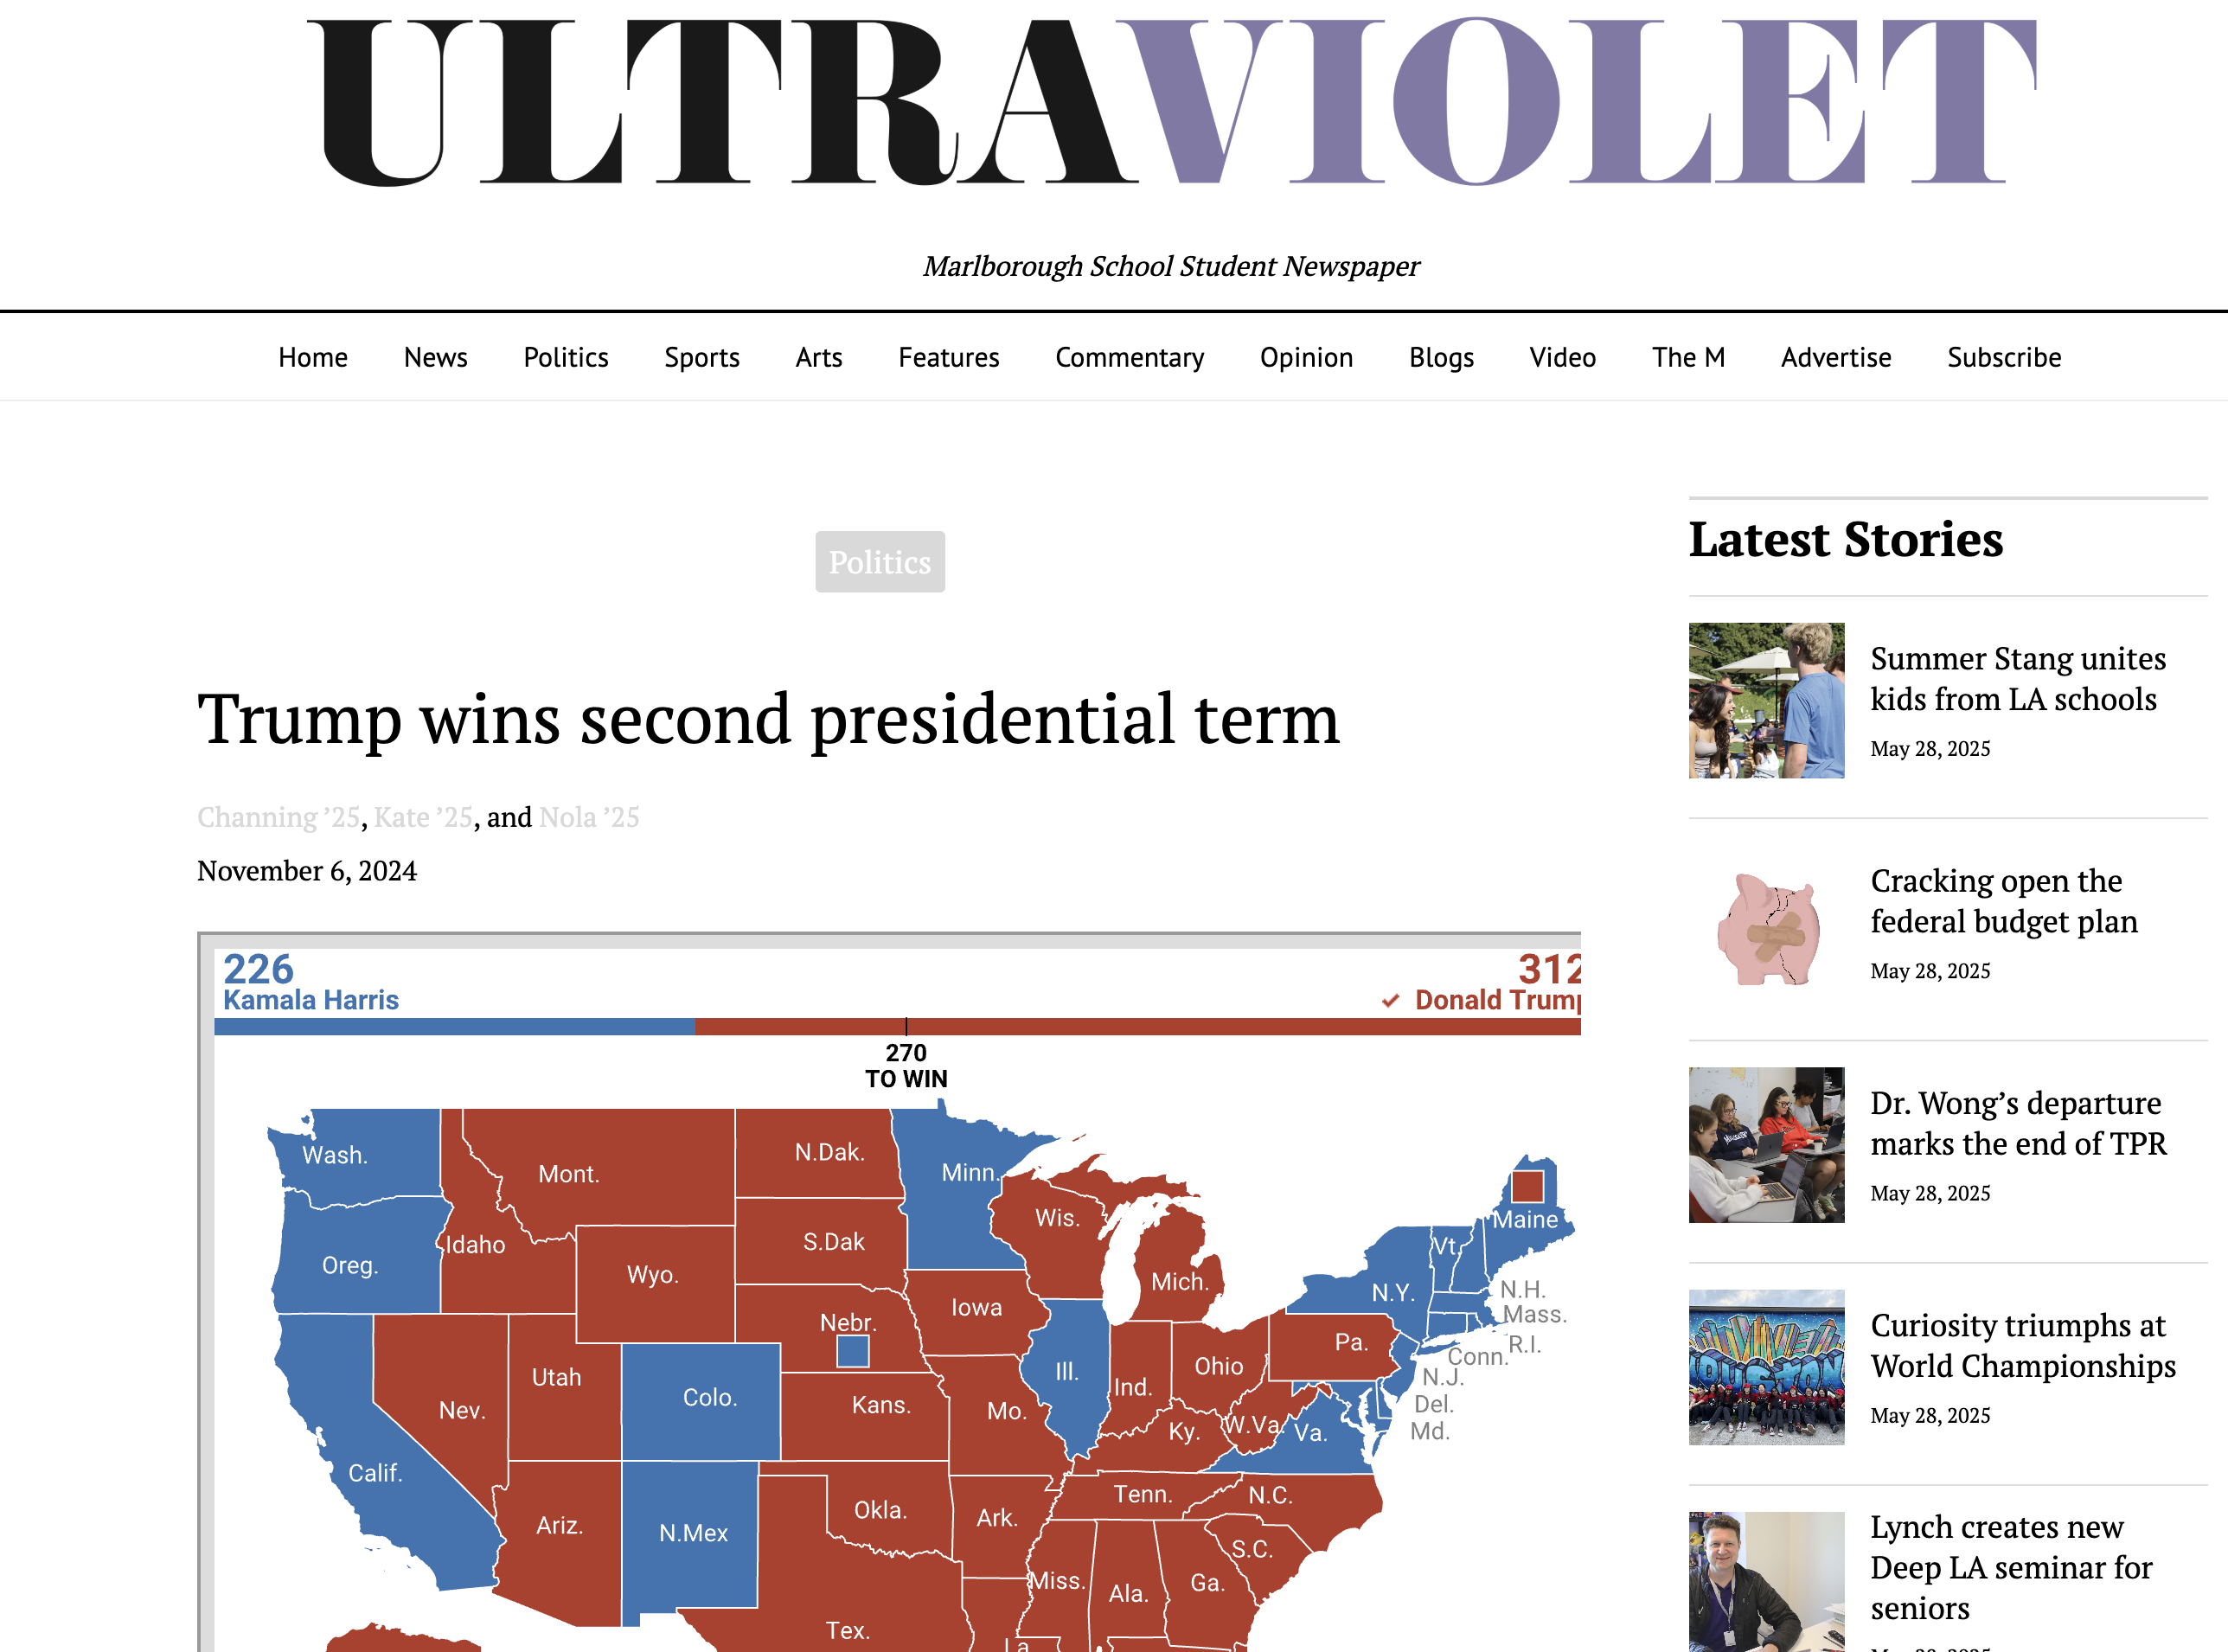 ULTRAVIOLET
Marlborough School Student Newspaper
Home News Politics Sports Arts Features Commentary Opinion Blogs Video The M Advertise Subscribe
Politics
Trump wins second presidential term
Channing ’25, Kate ’25, and Nola ’25
November 6, 2024
226
Kamala Harris
312
✓ Donald Trump
270
TO WIN
Wash.
Mont.
N.Dak.
Minn.
Oreg.
Idaho
Wyo.
S.Dak
Wis.
Mich.
Maine
Vt.
N.Y.
N.H.
Mass.
R.I.
Conn.
N.J.
Del.
Md.
Nebr.
Iowa
Pa.
Nev.
Utah
Colo.
Kans.
Mo.
Ill.
Ind.
Ohio
Ky.
W.Va.
Va.
Calif.
Ariz.
N.Mex
Okla.
Ark.
Tenn.
N.C.
S.C.
Miss.
Ala.
Ga.
Tex.
La.
Latest Stories
Summer Stang unites
kids from LA schools
May 28, 2025
Cracking open the
federal budget plan
May 28, 2025
Dr. Wong’s departure
marks the end of TPR
May 28, 2025
Curiosity triumphs at
World Championships
May 28, 2025
Lynch creates new
Deep LA seminar for
seniors